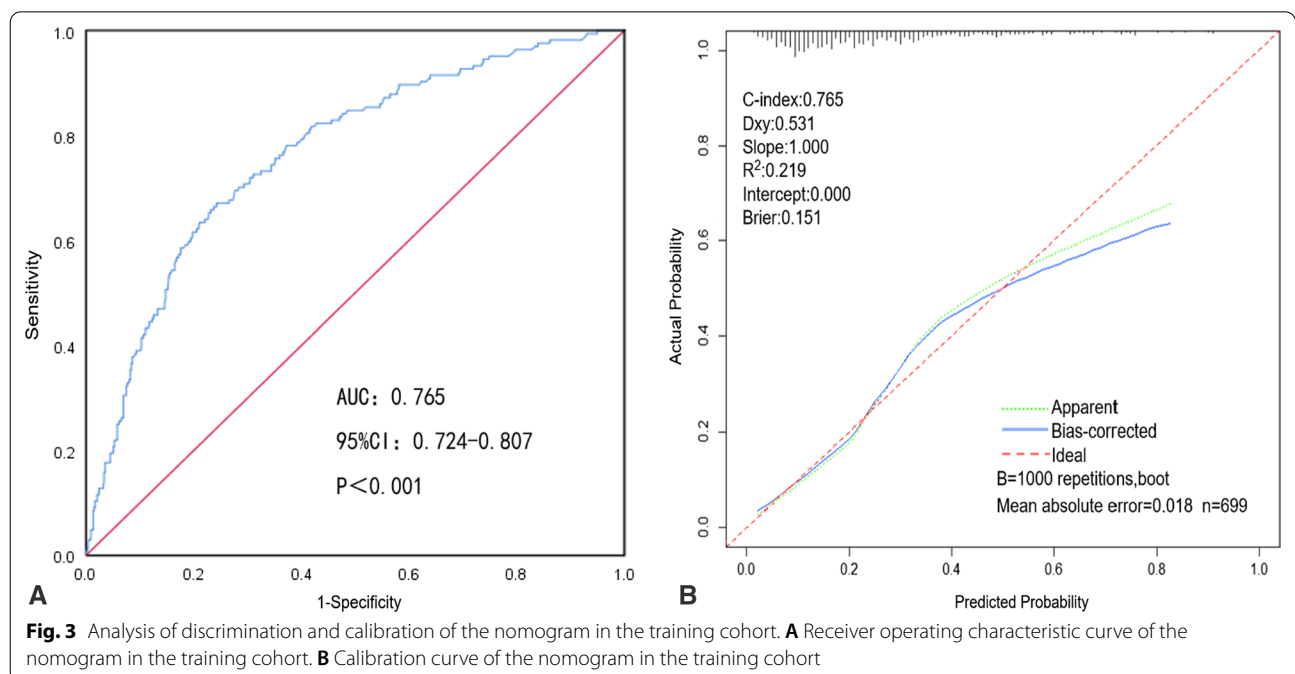 1.0
0.8
0.6
0.4
0.2
0.0
Sensitivity
AUC: 0.765
95%CI: 0.724-0.807
P<0.001
0.0 0.2 0.4 0.6 0.8 1.0
1-Specificity
A
1.0
0.8
0.6
0.4
0.2
0.0
Actual Probability
C-index:0.765
Dxy:0.531
Slope:1.000
R²:0.219
Intercept:0.000
Brier:0.151
Apparent
Bias-corrected
Ideal
B=1000 repetitions,boot
Mean absolute error=0.018 n=699
0.0 0.2 0.4 0.6 0.8 1.0
Predicted Probability
B
Fig. 3 Analysis of discrimination and calibration of the nomogram in the training cohort. A Receiver operating characteristic curve of the
nomogram in the training cohort. B Calibration curve of the nomogram in the training cohort